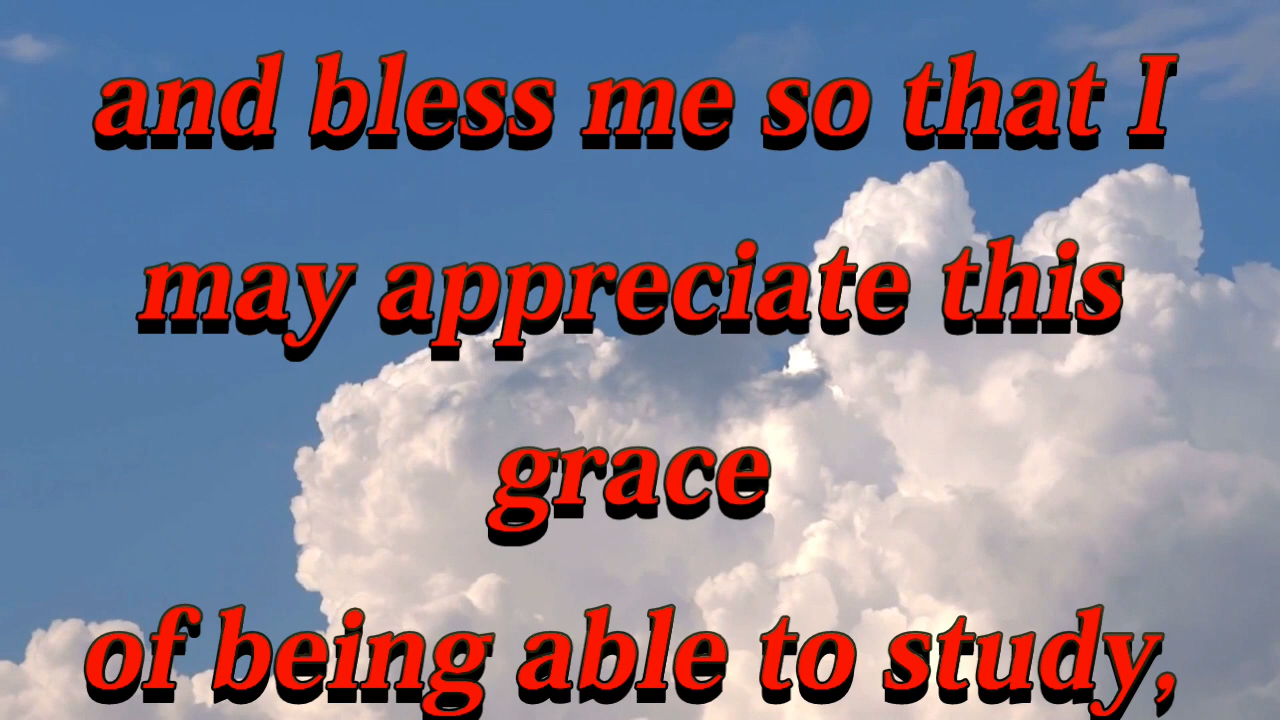 and bless me so that I
may appreciate this
grace
of being able to study,